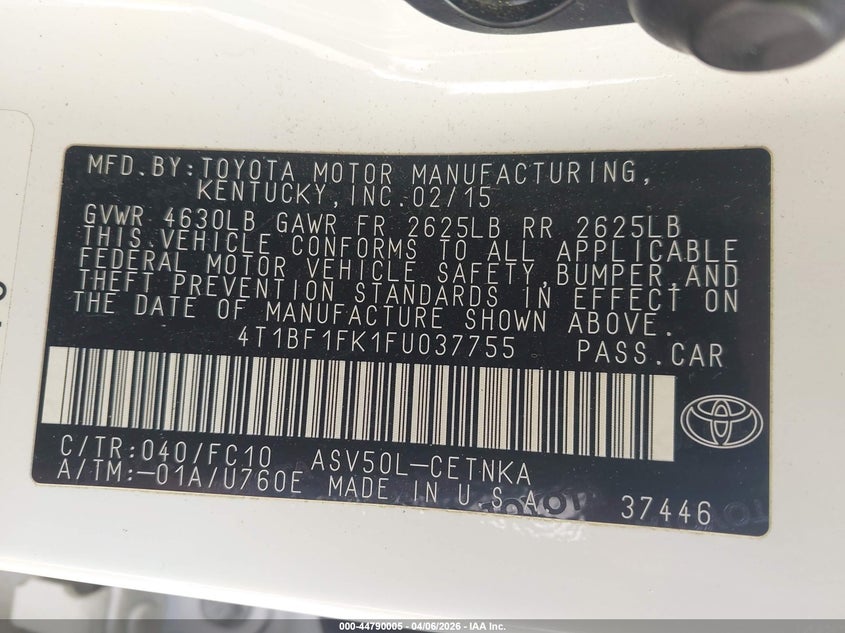 MFD.BY:TOYOTA MOTOR MANUFACTURING,
KENTUCKY,INC.02/15
GVWR 4630LB GAWR FR 2625LB RR 2625LB
THIS VEHICLE CONFORMS TO ALL APPLICABLE
FEDERAL MOTOR VEHICLE SAFETY,BUMPER,AND
THEFT PREVENTION STANDARDS IN EFFECT ON
THE DATE OF MANUFACTURE SHOWN ABOVE.
4T1BF1FK1FU037755 PASS.CAR
C/TR:040/FC10 ASV50L-CETNKA
A/TM:-01A/U760E MADE IN U.S.A.
37446
000-44790005 - 04/06/2026 - IAA Inc.